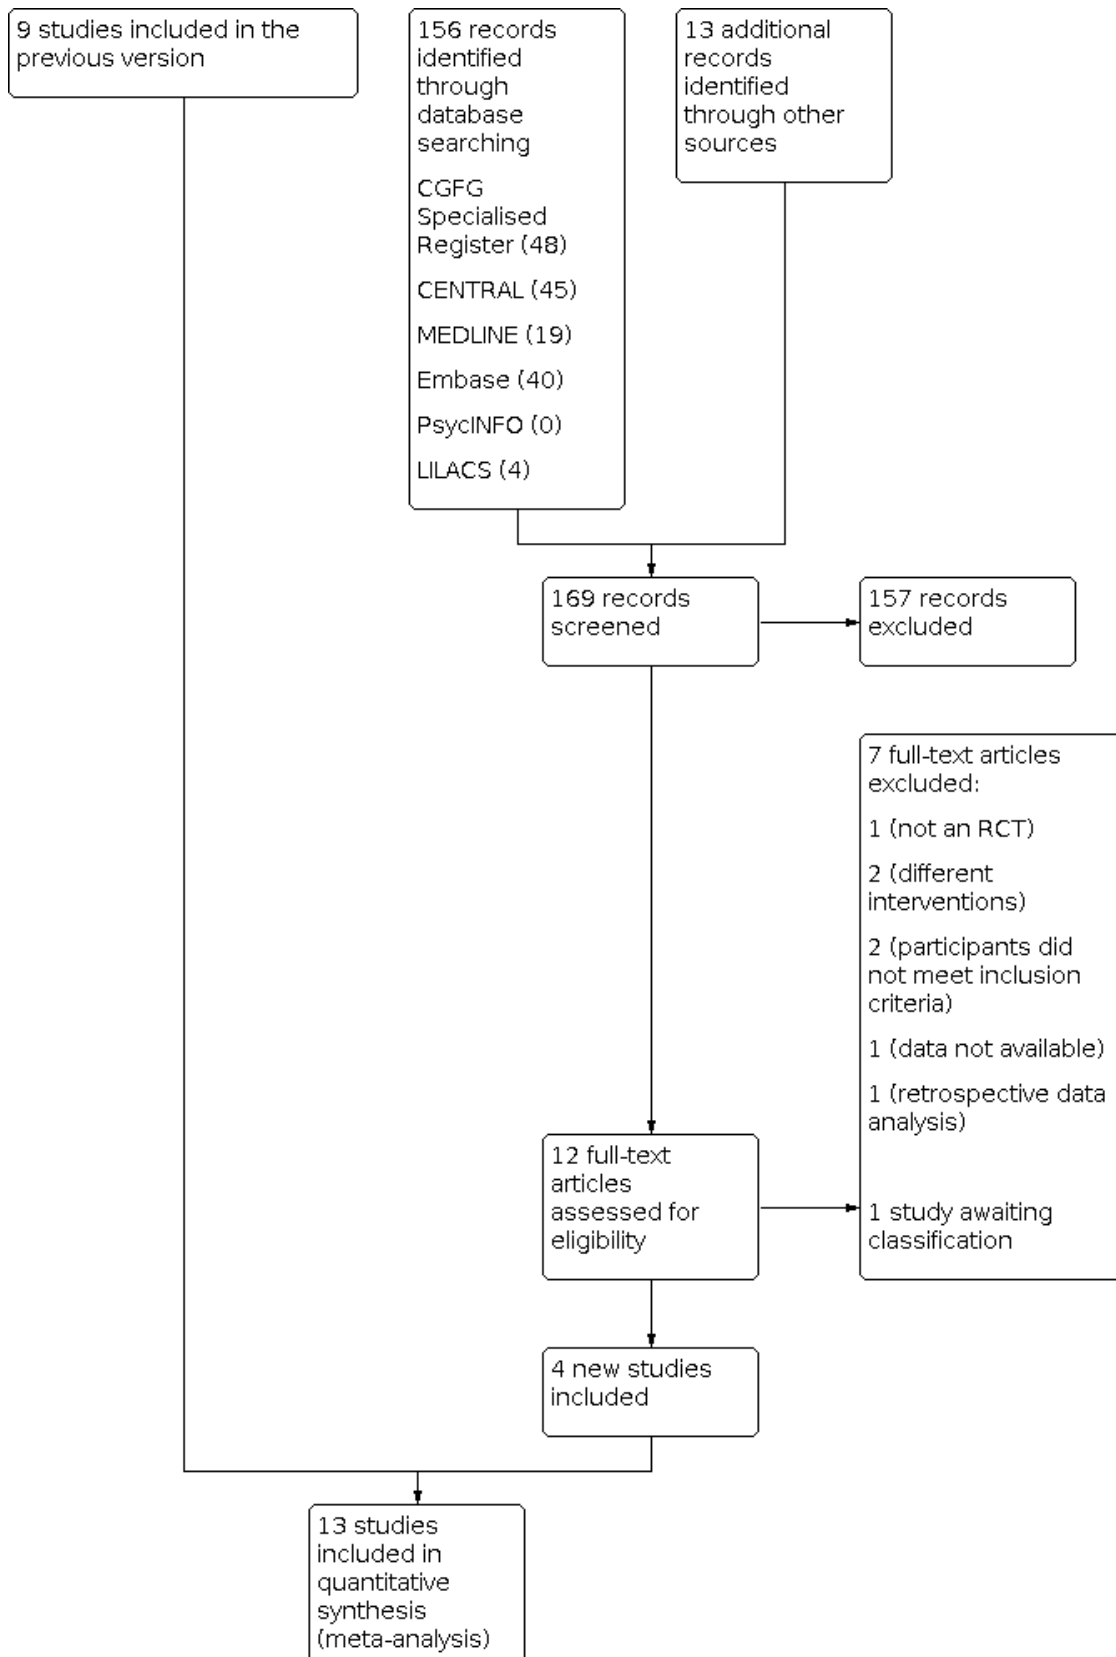 9 studies included in the
previous version
156 records
identified
through
database
searching
CGFG
Specialised
Register (48)
CENTRAL (45)
MEDLINE (19)
Embase (40)
PsycINFO (0)
LILACS (4)
13 additional
records
identified
through other
sources
169 records
screened
157 records
excluded
7 full-text articles
excluded:
1 (not an RCT)
2 (different
interventions)
2 (participants did
not meet inclusion
criteria)
1 (data not available)
1 (retrospective data
analysis)
1 study awaiting
classification
12 full-text
articles
assessed for
eligibility
4 new studies
included
13 studies
included in
quantitative
synthesis
(meta-analysis)